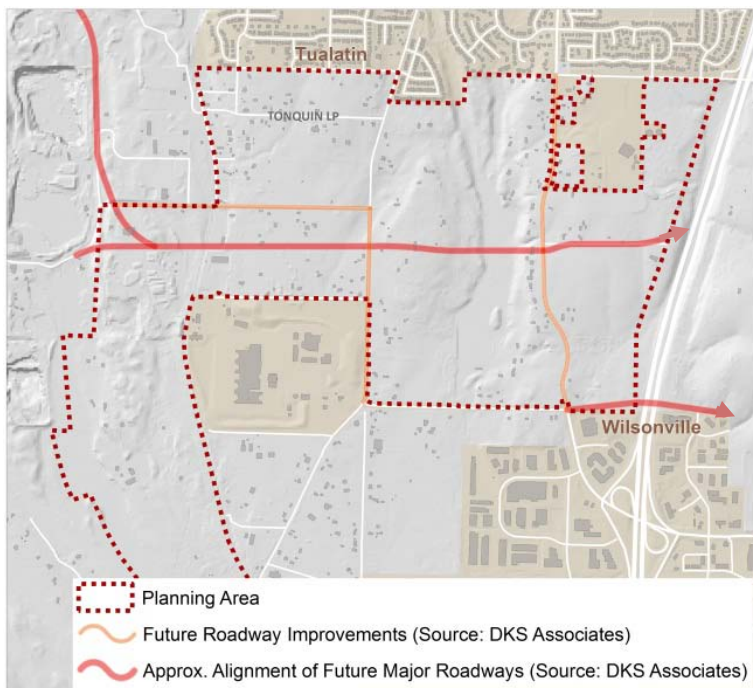 Tualatin
TONQUIN LP
Wilsonville
Planning Area
Future Roadway Improvements (Source: DKS Associates)
Approx. Alignment of Future Major Roadways (Source: DKS Associates)